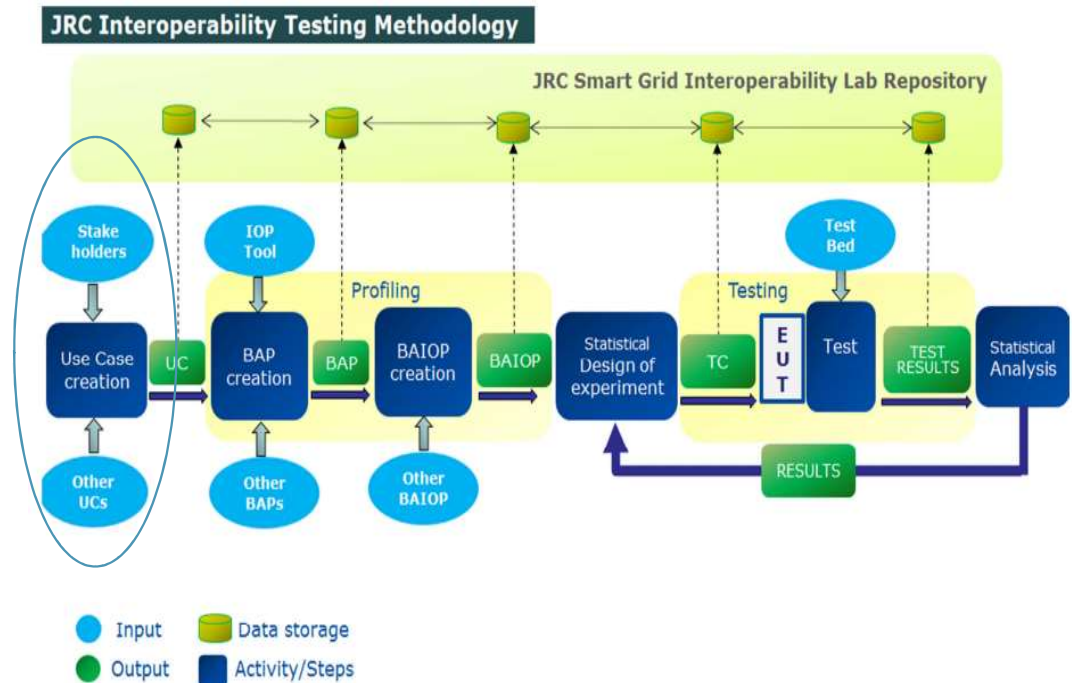 JRC Interoperability Testing Methodology
JRC Smart Grid Interoperability Lab Repository
Stake
holders
IOP
Tool
Test
Bed
Profiling
Testing
Use Case
creation
UC
BAP
creation
BAP
BAIOP
creation
BAIOP
Statistical
Design of
experiment
TC
E
U
T
Test
TEST
RESULTS
Statistical
Analysis
Other
UCs
Other
BAPs
Other
BAIOP
RESULTS
Input
Data storage
Output
Activity/Steps